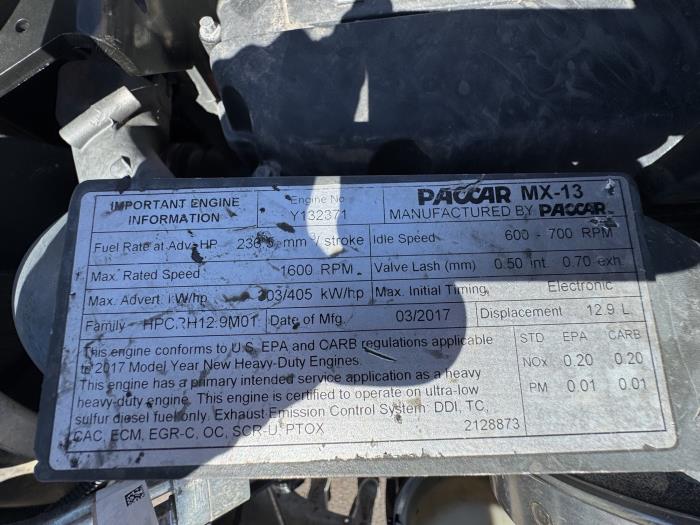 IMPORTANT ENGINE INFORMATION
Engine No
Y132371
PACCAR MX-13
MANUFACTURED BY PACCAR
Fuel Rate at Adv. HP mm³/ stroke
Idle Speed 600 - 700 RPM
Max. Rated Speed 1600 RPM
Valve Lash (mm) 0.50 int. 0.70 exh.
Max. Advert kW/hp 303/405 kW/hp
Max. Initial Timing Electronic
Family HPCRH12.9M01
Date of Mfg. 03/2017
Displacement 12.9 L
This engine conforms to U.S. EPA and CARB regulations applicable
to 2017 Model Year New Heavy-Duty Engines.
This engine has a primary intended service application as a heavy
heavy-duty engine. This engine is certified to operate on ultra-low
sulfur diesel fuel only. Exhaust Emission Control System: DDI, TC,
CAC, ECM, EGR-C, OC, SCR-U, PTOX
2128873
STD EPA CARB
NOx 0.20 0.20
PM 0.01 0.01